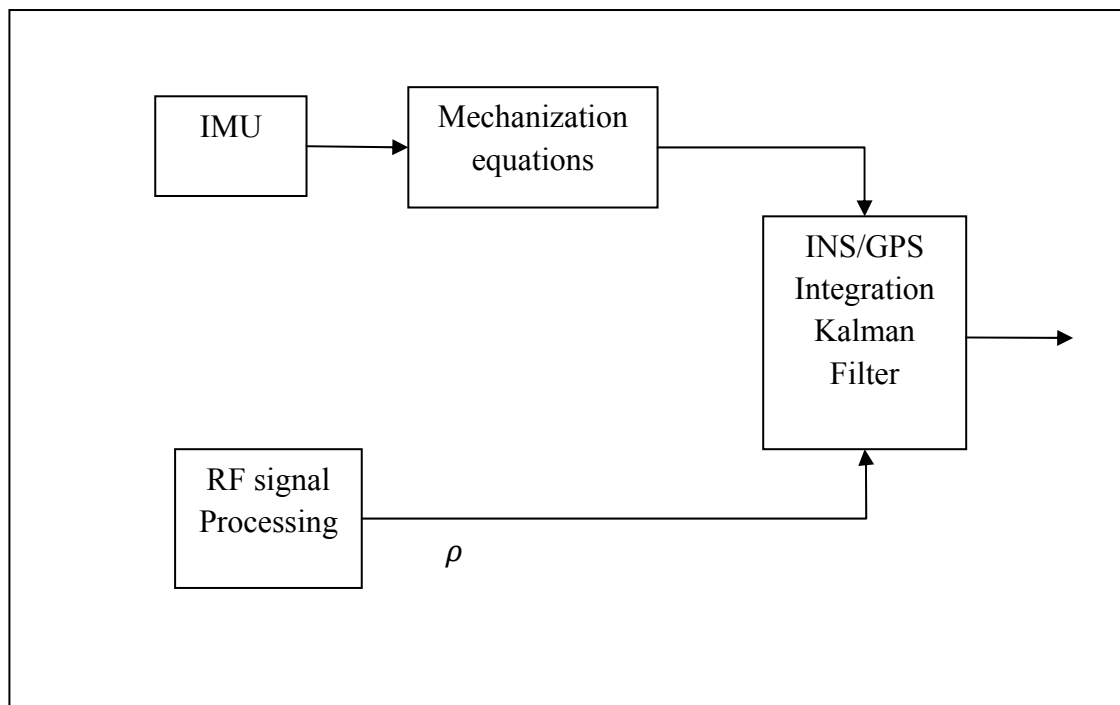 IMU
Mechanization
equations
INS/GPS
Integration
Kalman
Filter
RF signal
Processing
ρ